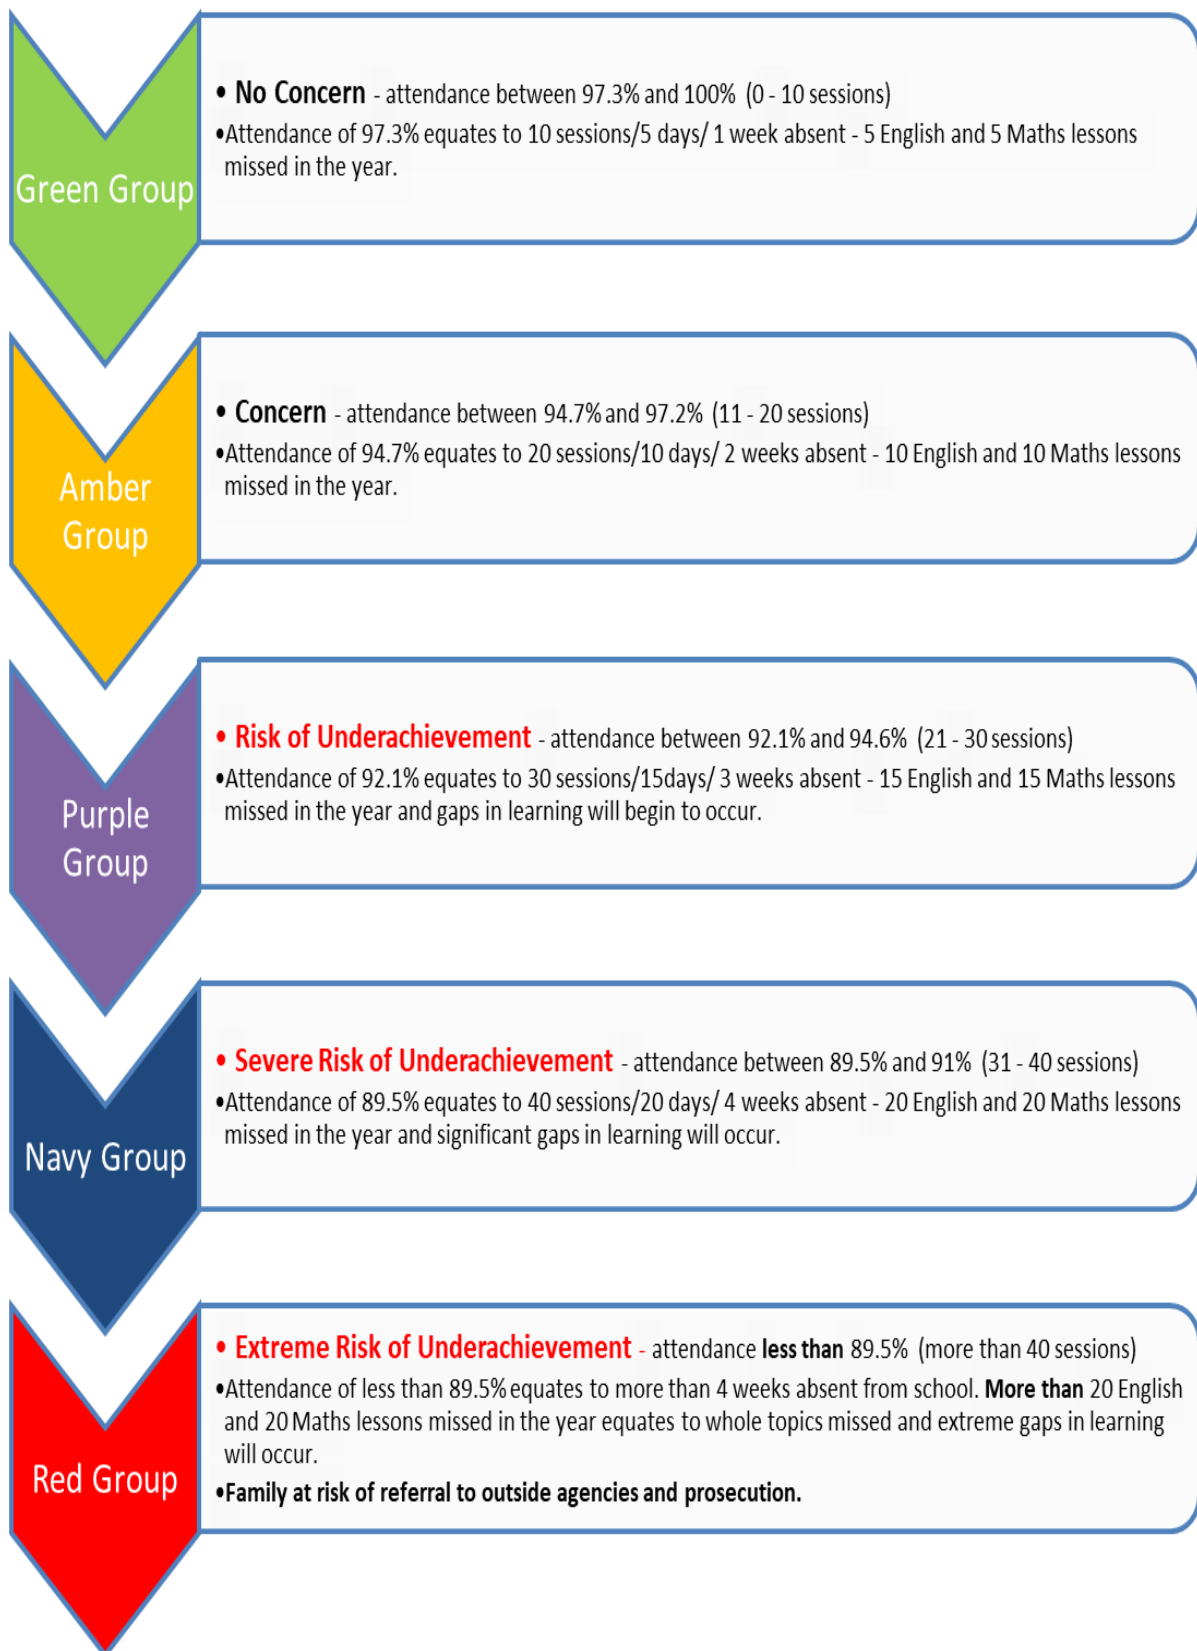 Green Group
• No Concern - attendance between 97.3% and 100% (0 - 10 sessions)
•Attendance of 97.3% equates to 10 sessions/5 days/ 1 week absent - 5 English and 5 Maths lessons
missed in the year.
Amber
Group
• Concern - attendance between 94.7% and 97.2% (11 - 20 sessions)
•Attendance of 94.7% equates to 20 sessions/10 days/ 2 weeks absent - 10 English and 10 Maths lessons
missed in the year.
Purple
Group
• Risk of Underachievement - attendance between 92.1% and 94.6% (21 - 30 sessions)
•Attendance of 92.1% equates to 30 sessions/15days/ 3 weeks absent - 15 English and 15 Maths lessons
missed in the year and gaps in learning will begin to occur.
Navy Group
• Severe Risk of Underachievement - attendance between 89.5% and 91% (31 - 40 sessions)
•Attendance of 89.5% equates to 40 sessions/20 days/ 4 weeks absent - 20 English and 20 Maths lessons
missed in the year and significant gaps in learning will occur.
Red Group
• Extreme Risk of Underachievement - attendance less than 89.5% (more than 40 sessions)
•Attendance of less than 89.5% equates to more than 4 weeks absent from school. More than 20 English
and 20 Maths lessons missed in the year equates to whole topics missed and extreme gaps in learning
will occur.
•Family at risk of referral to outside agencies and prosecution.